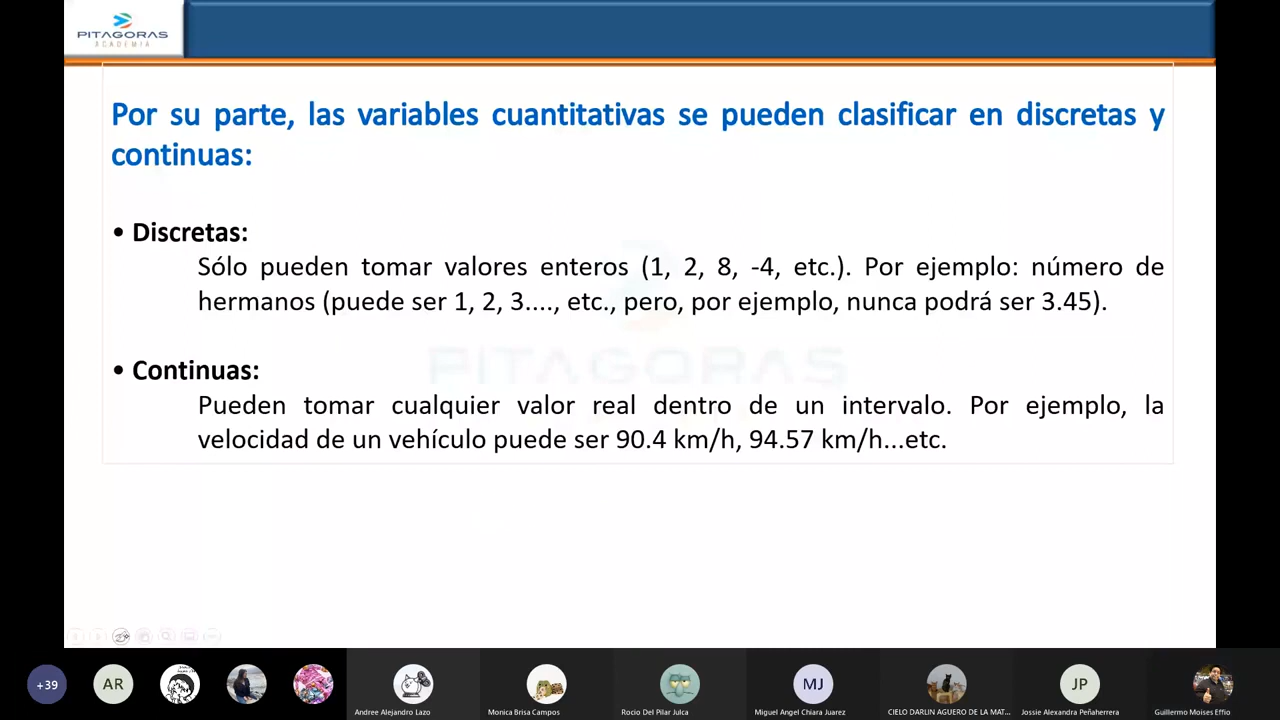 PITAGORAS
ACADEMIA
Por su parte, las variables cuantitativas se pueden clasificar en discretas y
continuas:
• Discretas:
Sólo pueden tomar valores enteros (1, 2, 8, -4, etc.). Por ejemplo: número de
hermanos (puede ser 1, 2, 3...., etc., pero, por ejemplo, nunca podrá ser 3.45).
PITAGORAS
• Continuas:
Pueden tomar cualquier valor real dentro de un intervalo. Por ejemplo, la
velocidad de un vehículo puede ser 90.4 km/h, 94.57 km/h...etc.
+39
AR
MJ
JP
Andree Alejandro Lazo
Monica Brisa Campos
Rocio Del Pilar Julca
Miguel Angel Chiara Juarez
CIELO DARLIN AGUERO DE LA MAT...
Jossie Alexandra Peñaherrera
Guillermo Moises Effio